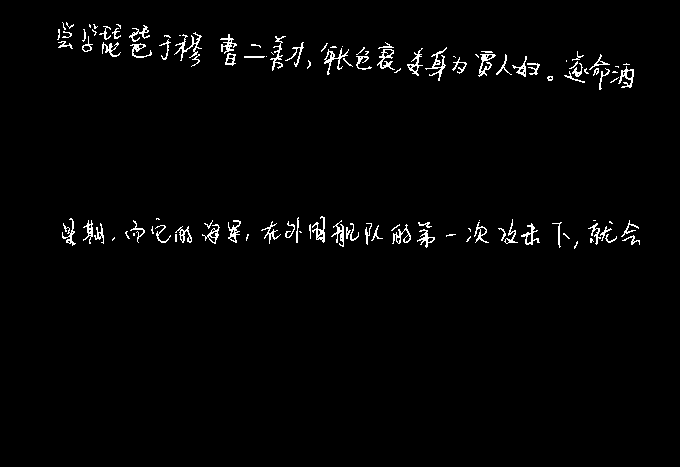 尝学琵琶于穆曹二善才,年长色衰,委身为贾人妇。遂命酒
星期,而它的海军,在外国舰队的第一次攻击下,就会